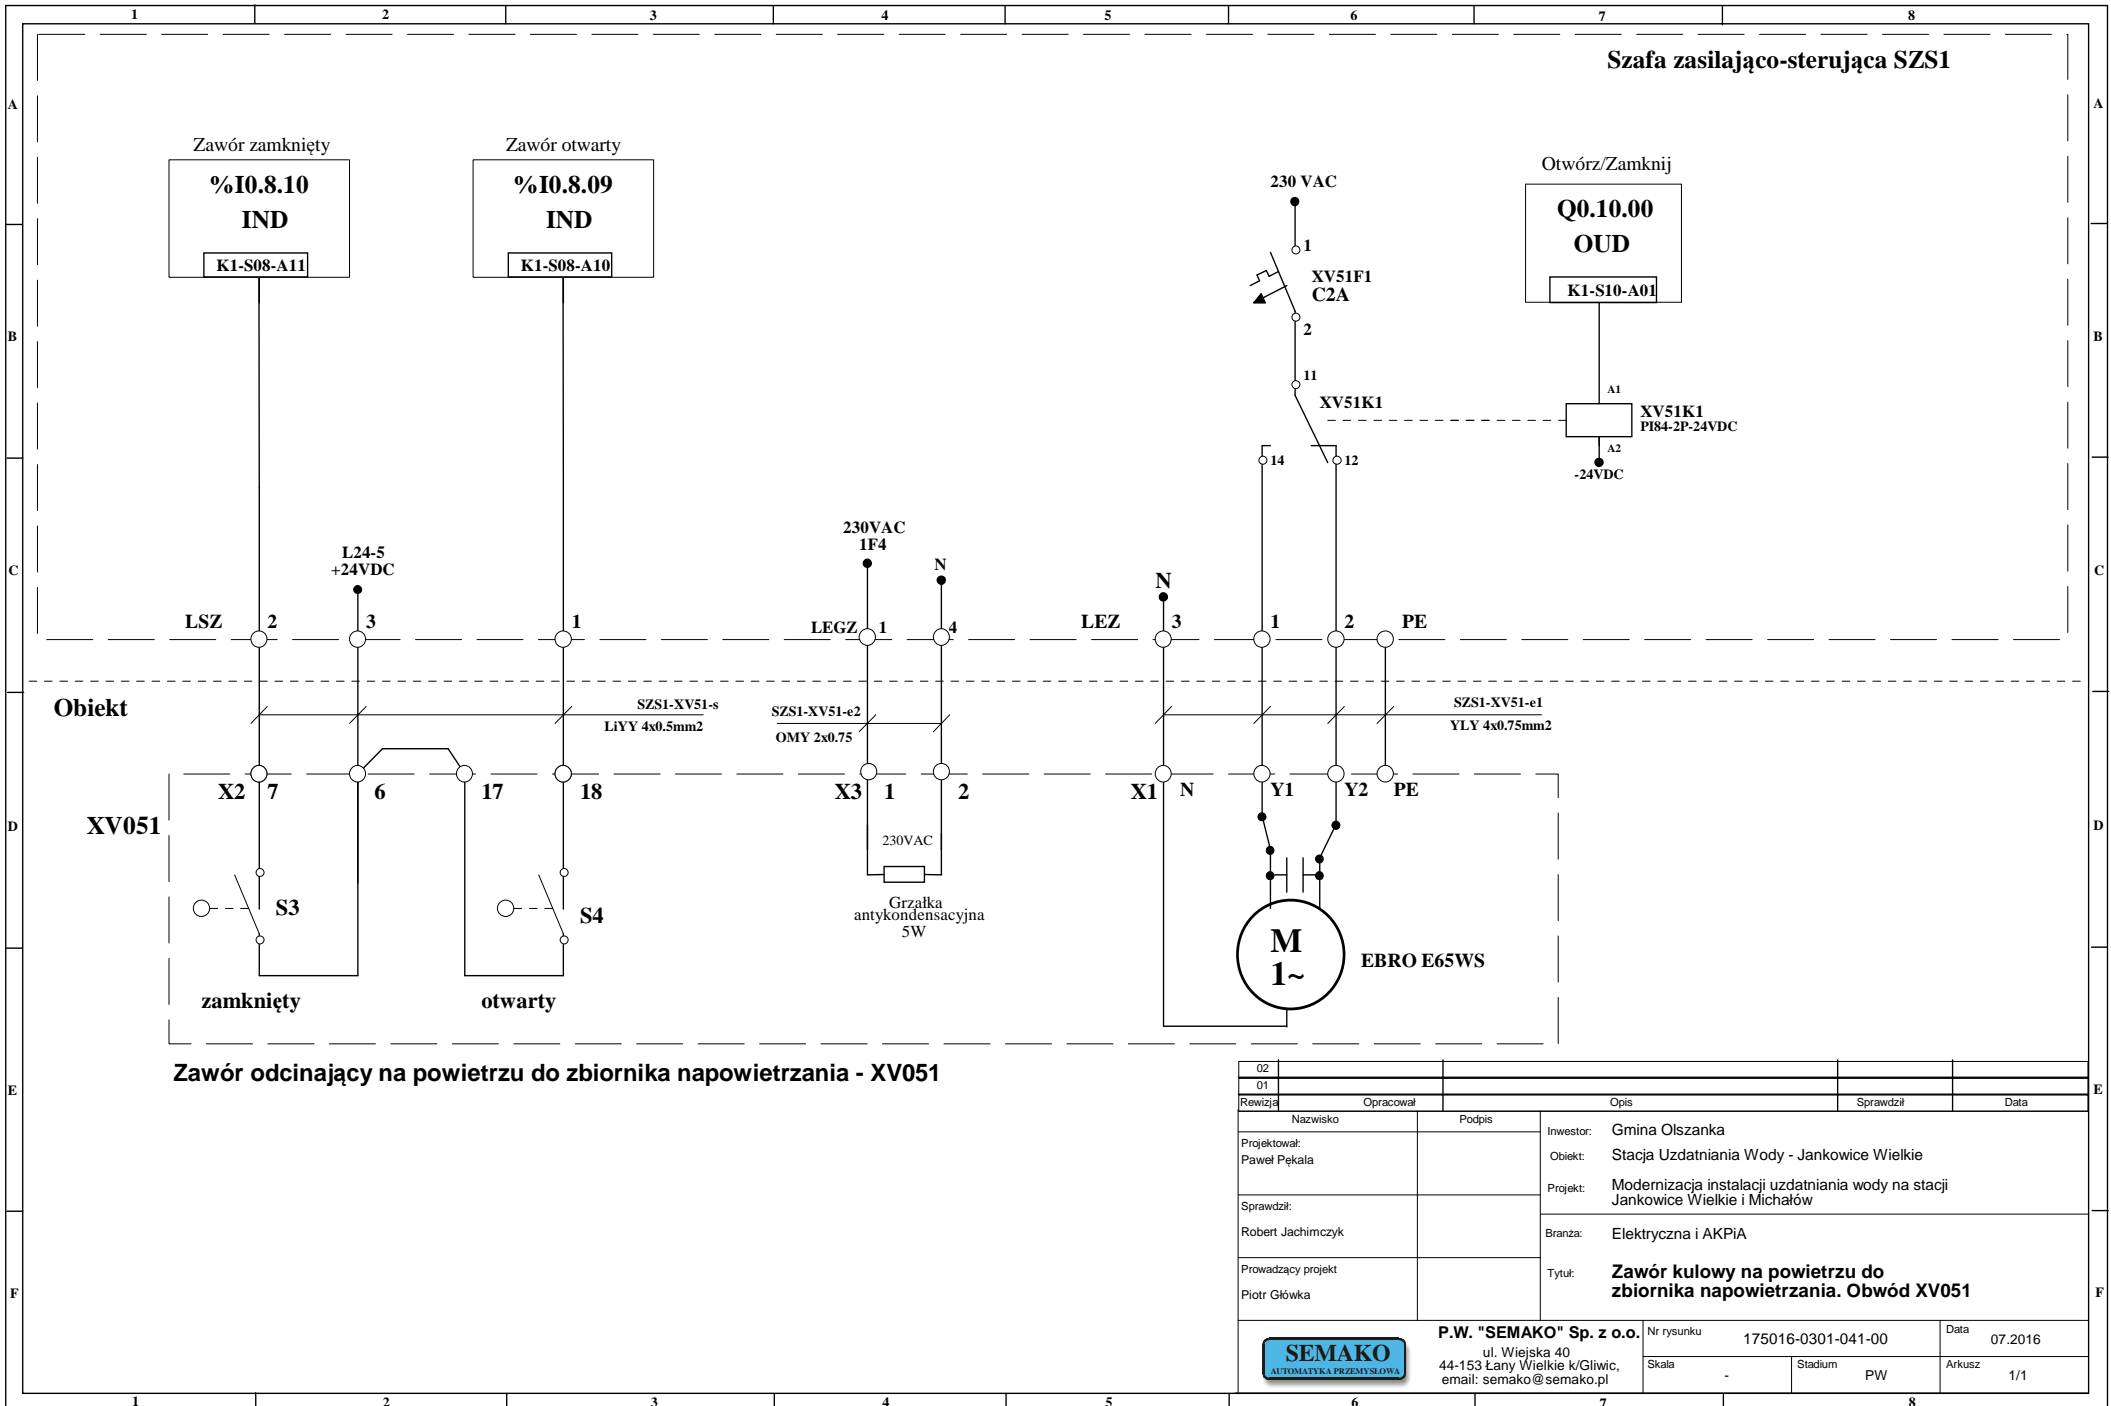 1 2 3 4 5 6 7 8
Szafa zasilająco-sterująca SZS1
A A
Zawór zamknięty
%I0.8.10
IND
K1-S08-A11
Zawór otwarty
%I0.8.09
IND
K1-S08-A10
230 VAC
1
XV51F1
C2A
2
11
XV51K1
14
12
Otwórz/Zamknij
Q0.10.00
OUD
K1-S10-A01
A1
XV51K1
PI84-2P-24VDC
A2
-24VDC
B B
L24-5
+24VDC
230VAC
1F4
N
N
C C
LSZ 2 3 1 LEGZ 1 4 LEZ 3 1 2 PE
Obiekt
SZS1-XV51-s
LiYY 4x0.5mm2
SZS1-XV51-e2
OMY 2x0.75
SZS1-XV51-e1
YLY 4x0.75mm2
X2 7 6 17 18 X3 1 2 X1 N Y1 Y2 PE
D D
XV051
S3
S4
230VAC
Grzałka
antykondensacyjna
5W
M
1~
EBRO E65WS
zamknięty
otwarty
Zawór odcinający na powietrzu do zbiornika napowietrzania - XV051
E E
02
01
Rewizja Opracował Opis Sprawdził Data
Nazwisko Podpis
Projektował:
Paweł Pękala
Sprawdził:
Robert Jachimczyk
Prowadzący projekt
Piotr Główka
Inwestor: Gmina Olszanka
Obiekt: Stacja Uzdatniania Wody - Jankowice Wielkie
Projekt: Modernizacja instalacji uzdatniania wody na stacji
Jankowice Wielkie i Michałów
Branża: Elektryczna i AKPiA
Tytuł: Zawór kulowy na powietrzu do
zbiornika napowietrzania. Obwód XV051
F F
SEMAKO
AUTOMATYKA PRZEMYSŁOWA
P.W. "SEMAKO" Sp. z o.o.
ul. Wiejska 40
44-153 Łany Wielkie k/Gliwic,
email: semako@semako.pl
Nr rysunku 175016-0301-041-00
Data 07.2016
Skala -
Stadium PW
Arkusz 1/1
1 2 3 4 5 6 7 8